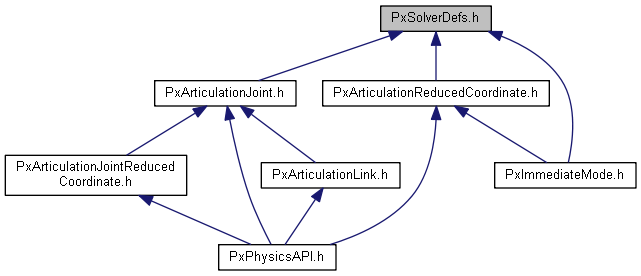 PxSolverDefs.h
PxArticulationJoint.h
PxArticulationReducedCoordinate.h
PxArticulationJointReduced
Coordinate.h
PxArticulationLink.h
PxImmediateMode.h
PxPhysicsAPI.h